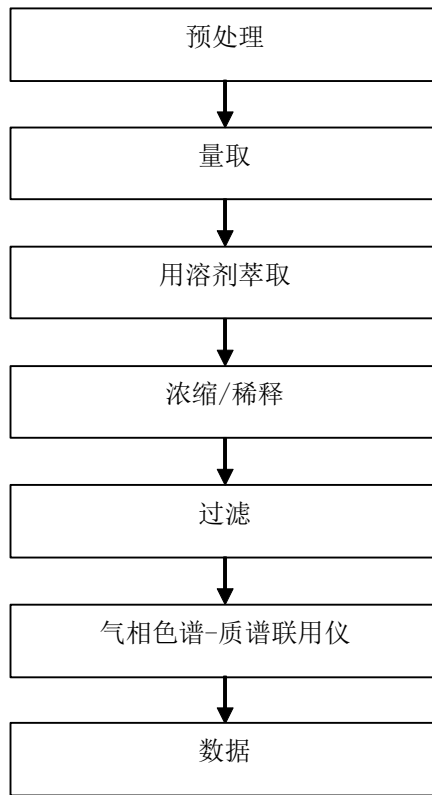 预处理
量取
用溶剂萃取
浓缩/稀释
过滤
气相色谱-质谱联用仪
数据